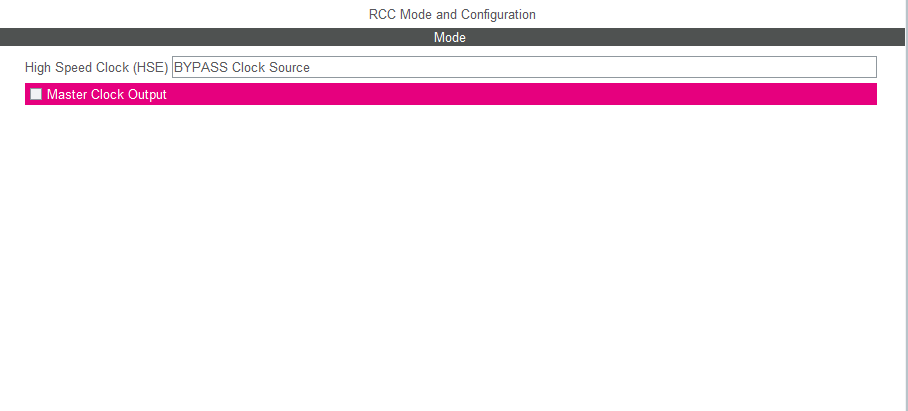 RCC Mode and Configuration
Mode
High Speed Clock (HSE) BYPASS Clock Source
Master Clock Output